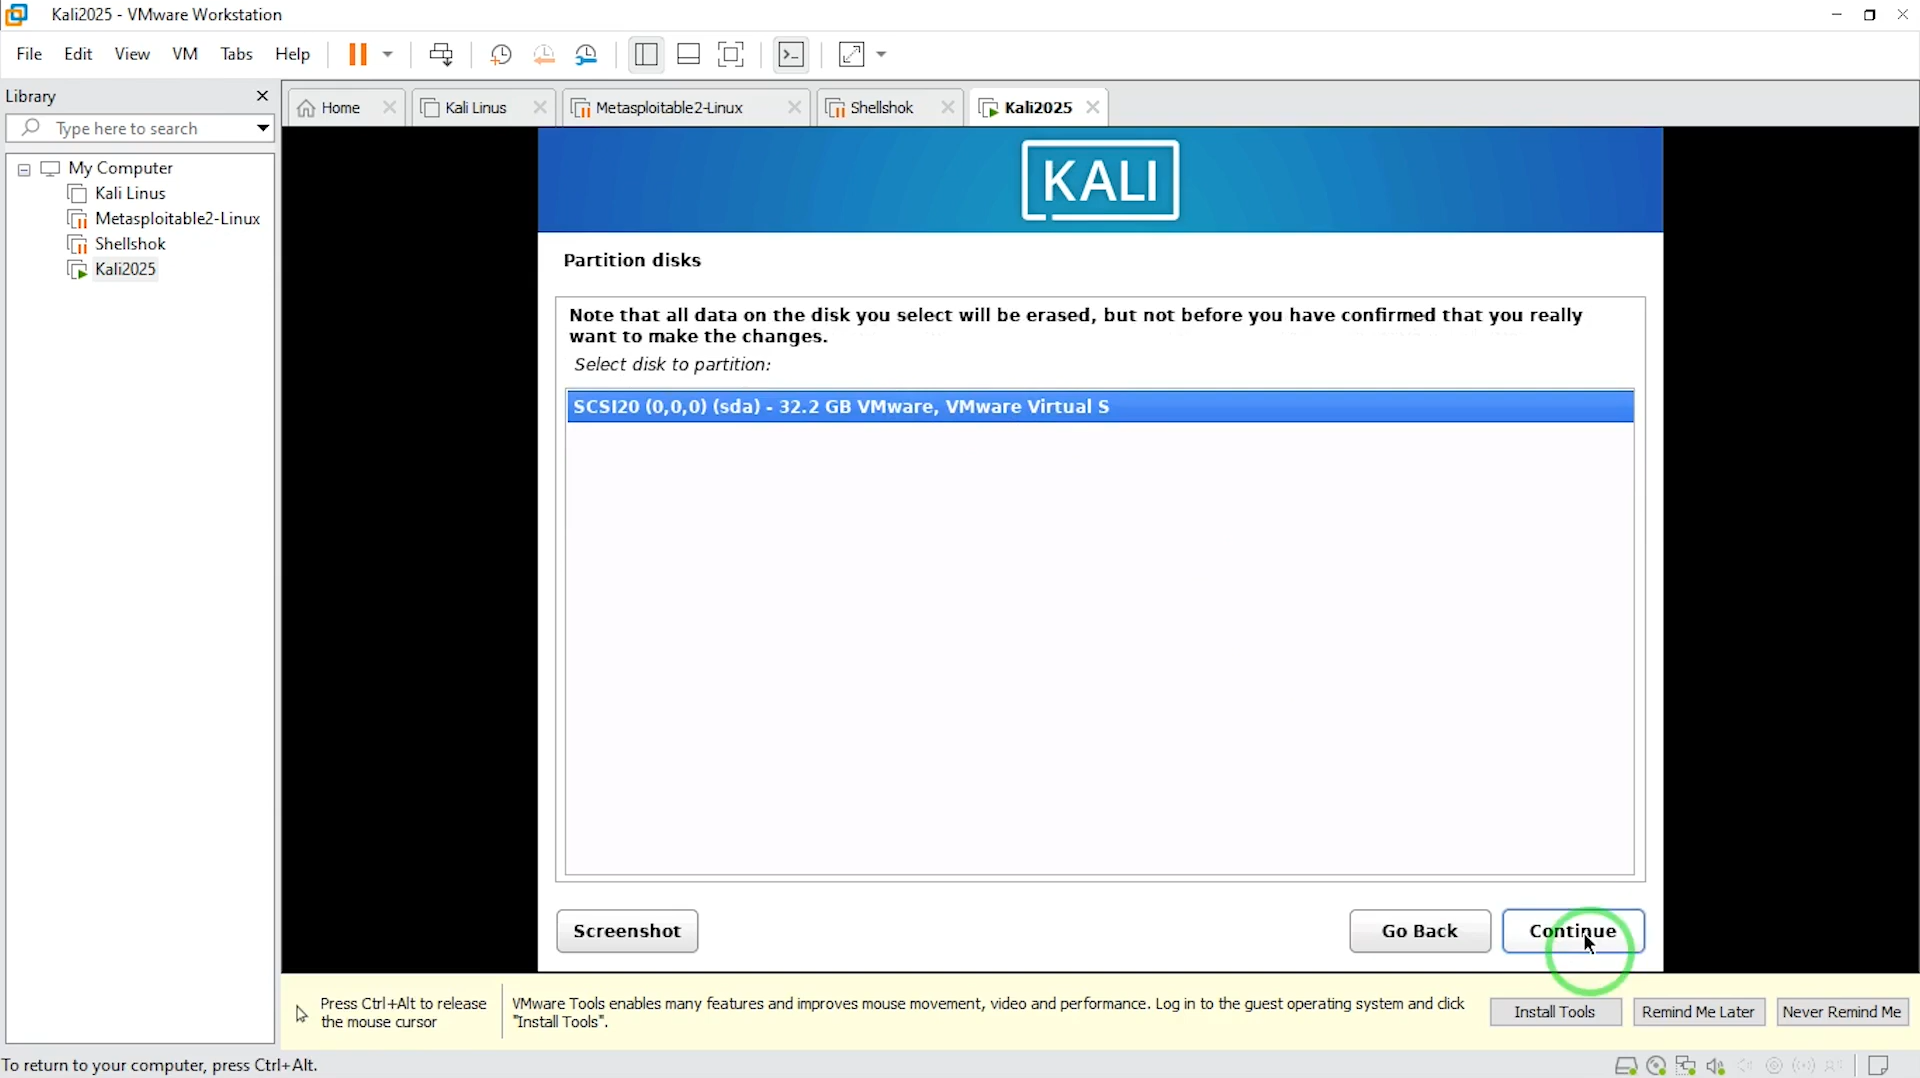 Kali2025 - VMware Workstation
File Edit View VM Tabs Help
Library
Type here to search
My Computer
Kali Linus
Metasploitable2-Linux
Shellshok
Kali2025
Home Kali Linus Metasploitable2-Linux Shellshok Kali2025
KALI
Partition disks
Note that all data on the disk you select will be erased, but not before you have confirmed that you really
want to make the changes.
Select disk to partition:
SCSI20 (0,0,0) (sda) - 32.2 GB VMware, VMware Virtual S
Screenshot Go Back Continue
Press Ctrl+Alt to release
the mouse cursor
VMware Tools enables many features and improves mouse movement, video and performance. Log in to the guest operating system and click
"Install Tools".
Install Tools Remind Me Later Never Remind Me
To return to your computer, press Ctrl+Alt.